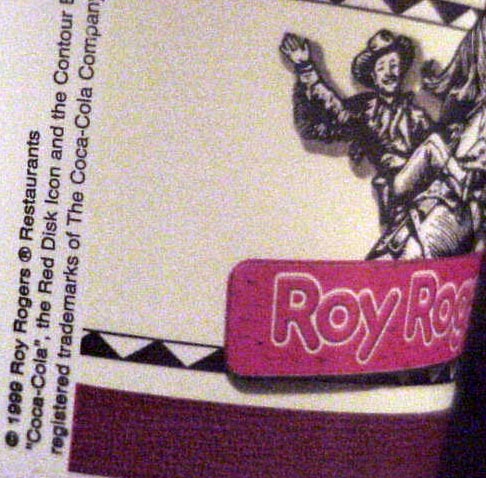 © 1999 Roy Rogers ® Restaurants
"Coca-Cola", the Red Disk Icon and the Contour
registered trademarks of The Coca-Cola Company
Roy Rog